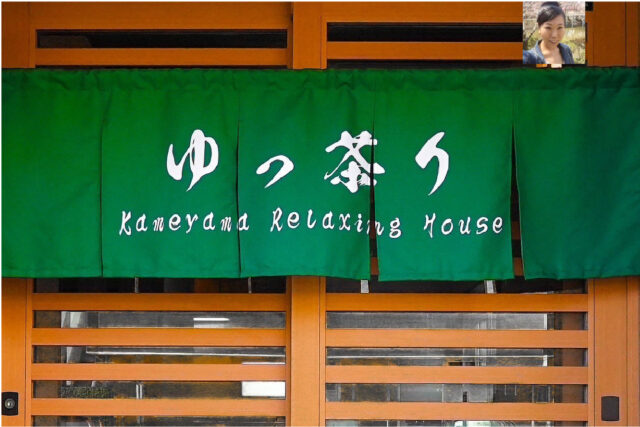 ゆっ茶り
Kameyama Relaxing House